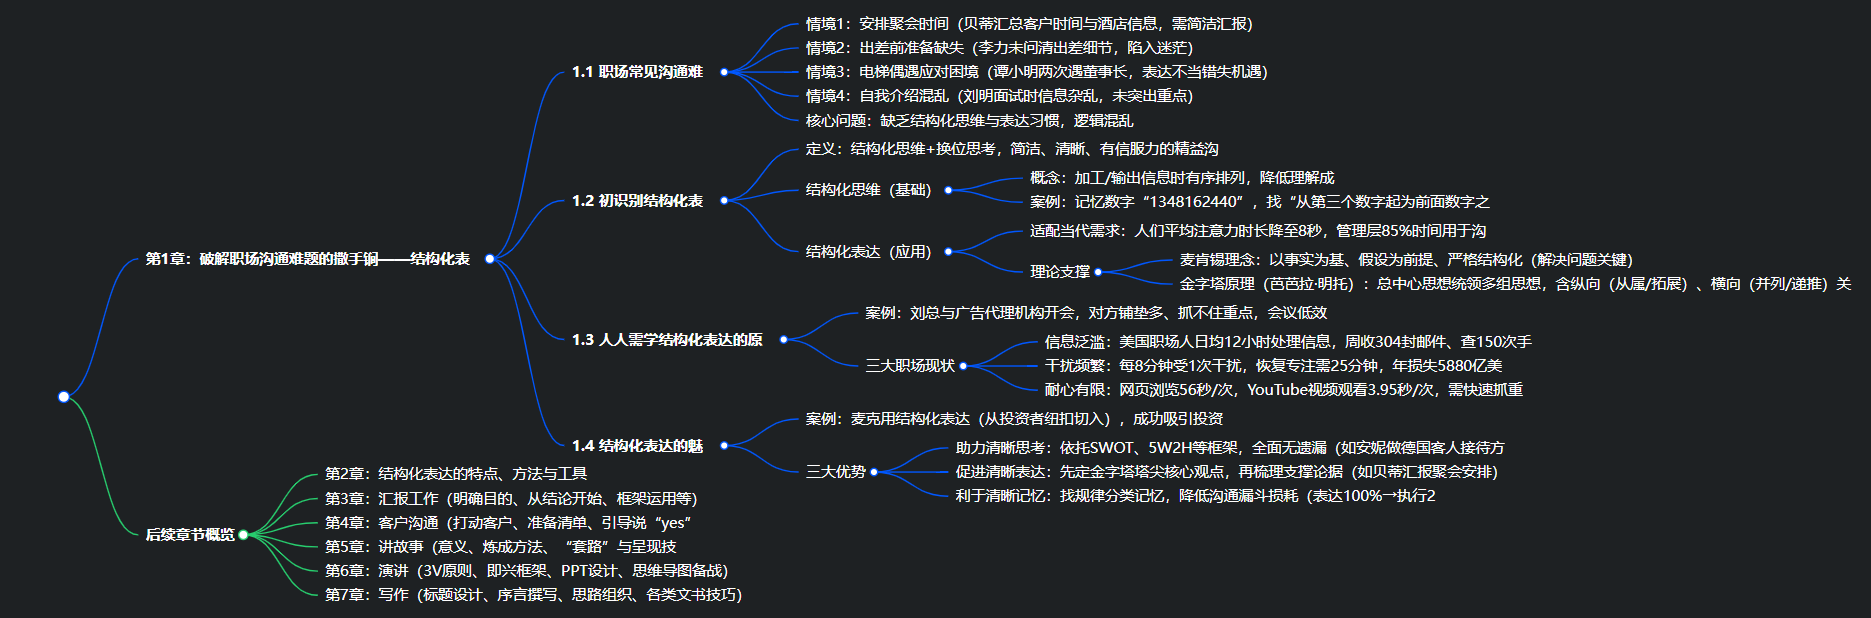 第1章：破解职场沟通难题的撒手锏——结构化表
1.1 职场常见沟通难
情境1：安排聚会时间（贝蒂汇总客户时间与酒店信息，需简洁汇报）
情境2：出差前准备缺失（李力未问清出差细节，陷入迷茫）
情境3：电梯偶遇应对困境（谭小明两次遇董事长，表达不当错失机遇）
情境4：自我介绍混乱（刘明面试时信息杂乱，未突出重点）
核心问题：缺乏结构化思维与表达习惯，逻辑混乱
1.2 初识别结构化表
定义：结构化思维+换位思考，简洁、清晰、有信服力的精益沟
结构化思维（基础）
概念：加工/输出信息时有序排列，降低理解成
案例：记忆数字“1348162440”，找“从第三个数字起为前面数字之
结构化表达（应用）
适配当代需求：人们平均注意力时长降至8秒，管理层85%时间用于沟
理论支撑
麦肯锡理念：以事实为基、假设为前提、严格结构化（解决问题关键）
金字塔原理（芭芭拉·明托）：总中心思想统领多组思想，含纵向（从属/拓展）、横向（并列/递推）关
1.3 人人需学结构化表达的原
案例：刘总与广告代理机构开会，对方铺垫多、抓不住重点，会议低效
三大职场现状
信息泛滥：美国职场人日均12小时处理信息，周收304封邮件、查150次手
干扰频繁：每8分钟受1次干扰，恢复专注需25分钟，年损失5880亿美
耐心有限：网页浏览56秒/次，YouTube视频观看3.95秒/次，需快速抓重
1.4 结构化表达的魅
案例：麦克用结构化表达（从投资者纽扣切入），成功吸引投资
三大优势
助力清晰思考：依托SWOT、5W2H等框架，全面无遗漏（如安妮做德国客人接待方
促进清晰表达：先定金字塔塔尖核心观点，再梳理支撑论据（如贝蒂汇报聚会安排）
利于清晰记忆：找规律分类记忆，降低沟通漏斗损耗（表达100%→执行2
后续章节概览
第2章：结构化表达的特点、方法与工具
第3章：汇报工作（明确目的、从结论开始、框架运用等）
第4章：客户沟通（打动客户、准备清单、引导说“yes”
第5章：讲故事（意义、炼成方法、“套路”与呈现技
第6章：演讲（3V原则、即兴框架、PPT设计、思维导图备战）
第7章：写作（标题设计、序言撰写、思路组织、各类文书技巧）